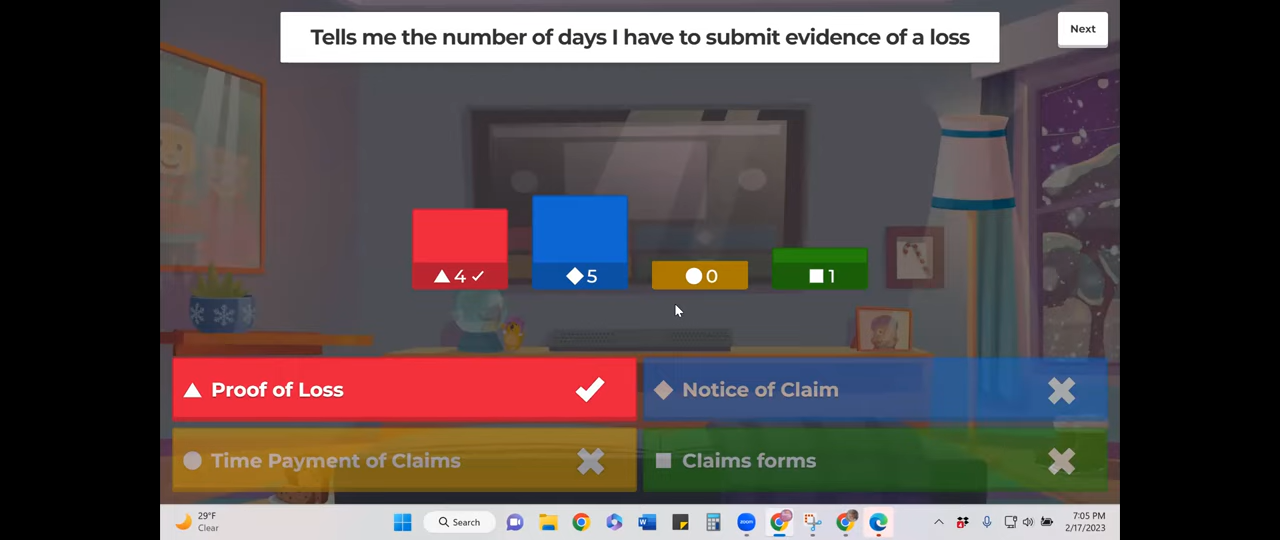 Tells me the number of days I have to submit evidence of a loss
Next
4
5
0
1
Proof of Loss
Notice of Claim
Time Payment of Claims
Claims forms
29°F
Clear
Search
7:05 PM
2/17/2023